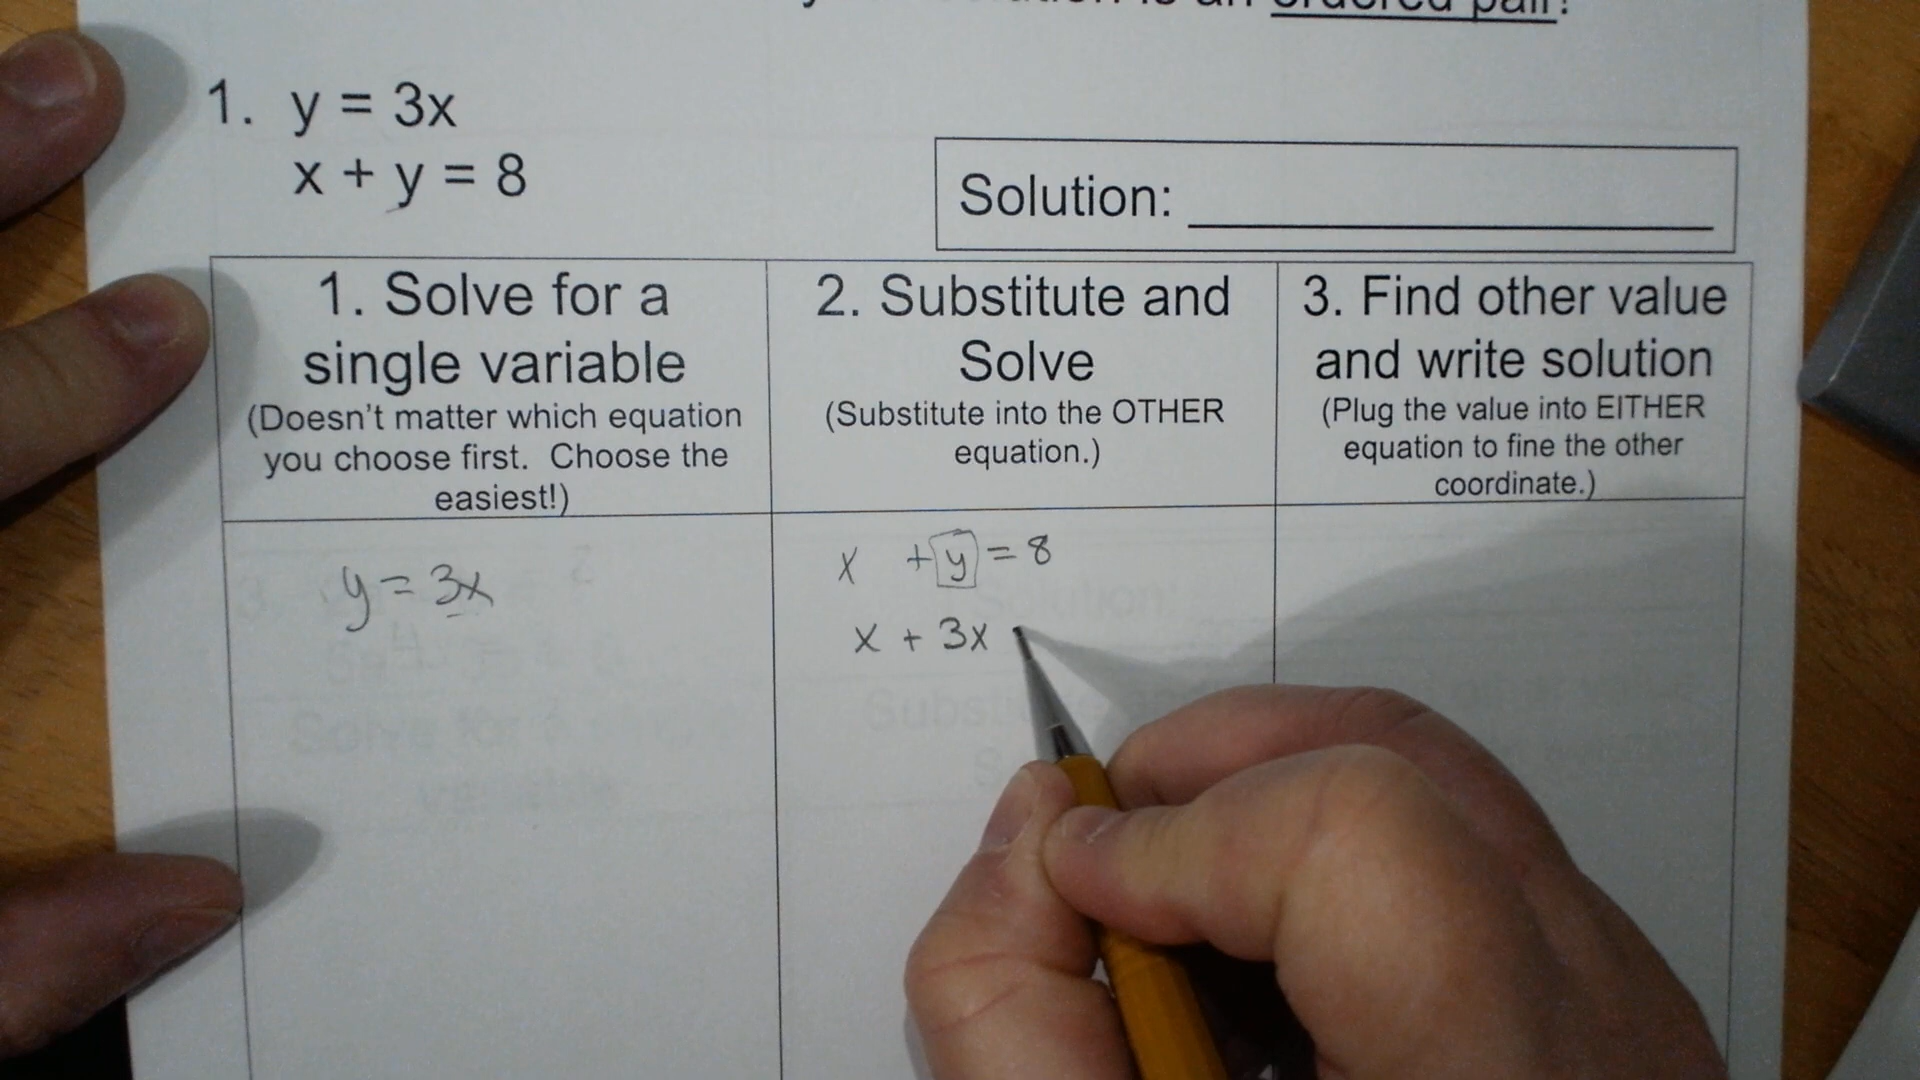 ordered pair!
1. y = 3x
x + y = 8
Solution:
1. Solve for a
single variable
(Doesn't matter which equation
you choose first. Choose the
easiest!)
2. Substitute and
Solve
(Substitute into the OTHER
equation.)
3. Find other value
and write solution
(Plug the value into EITHER
equation to fine the other
coordinate.)
y = 3x
x + y = 8
x + 3x